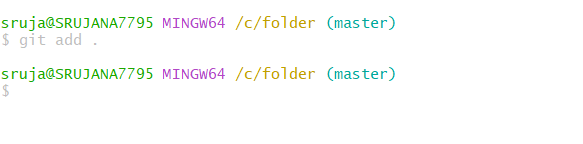 sruja@SRUJANA7795 MINGW64 /c/folder (master)
$ git add .
sruja@SRUJANA7795 MINGW64 /c/folder (master)
$